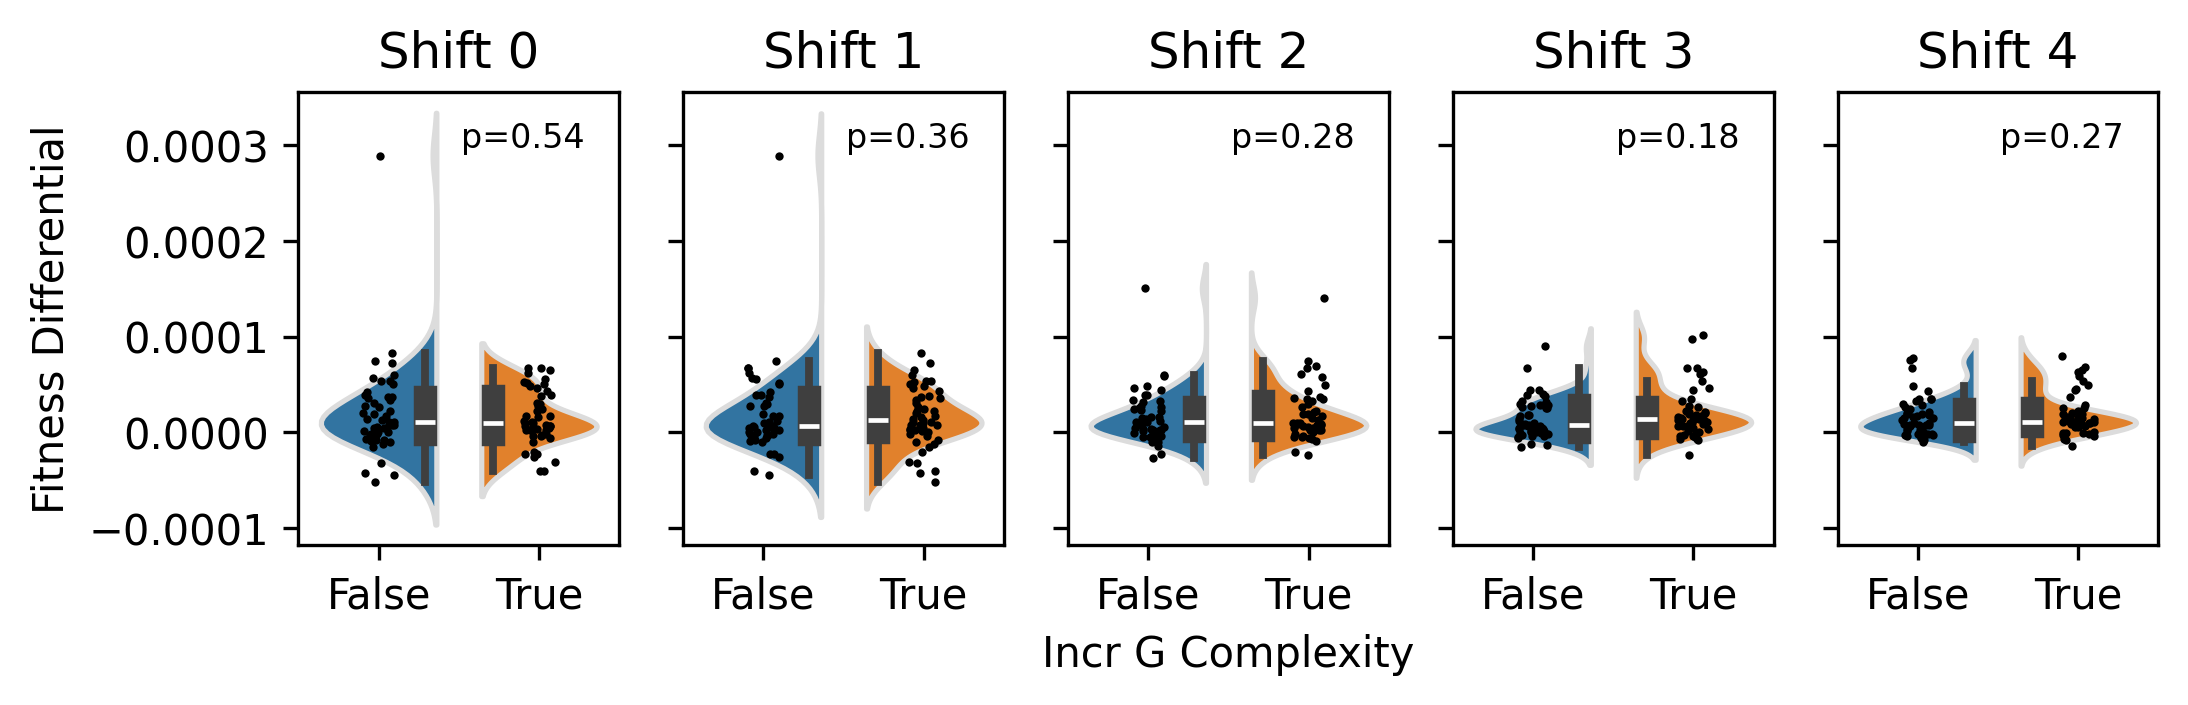 Shift 0
Shift 1
Shift 2
Shift 3
Shift 4
p=0.54
p=0.36
p=0.28
p=0.18
p=0.27
Fitness Differential
0.0003
0.0002
0.0001
0.0000
−0.0001
False True
False True
False True
False True
False True
Incr G Complexity